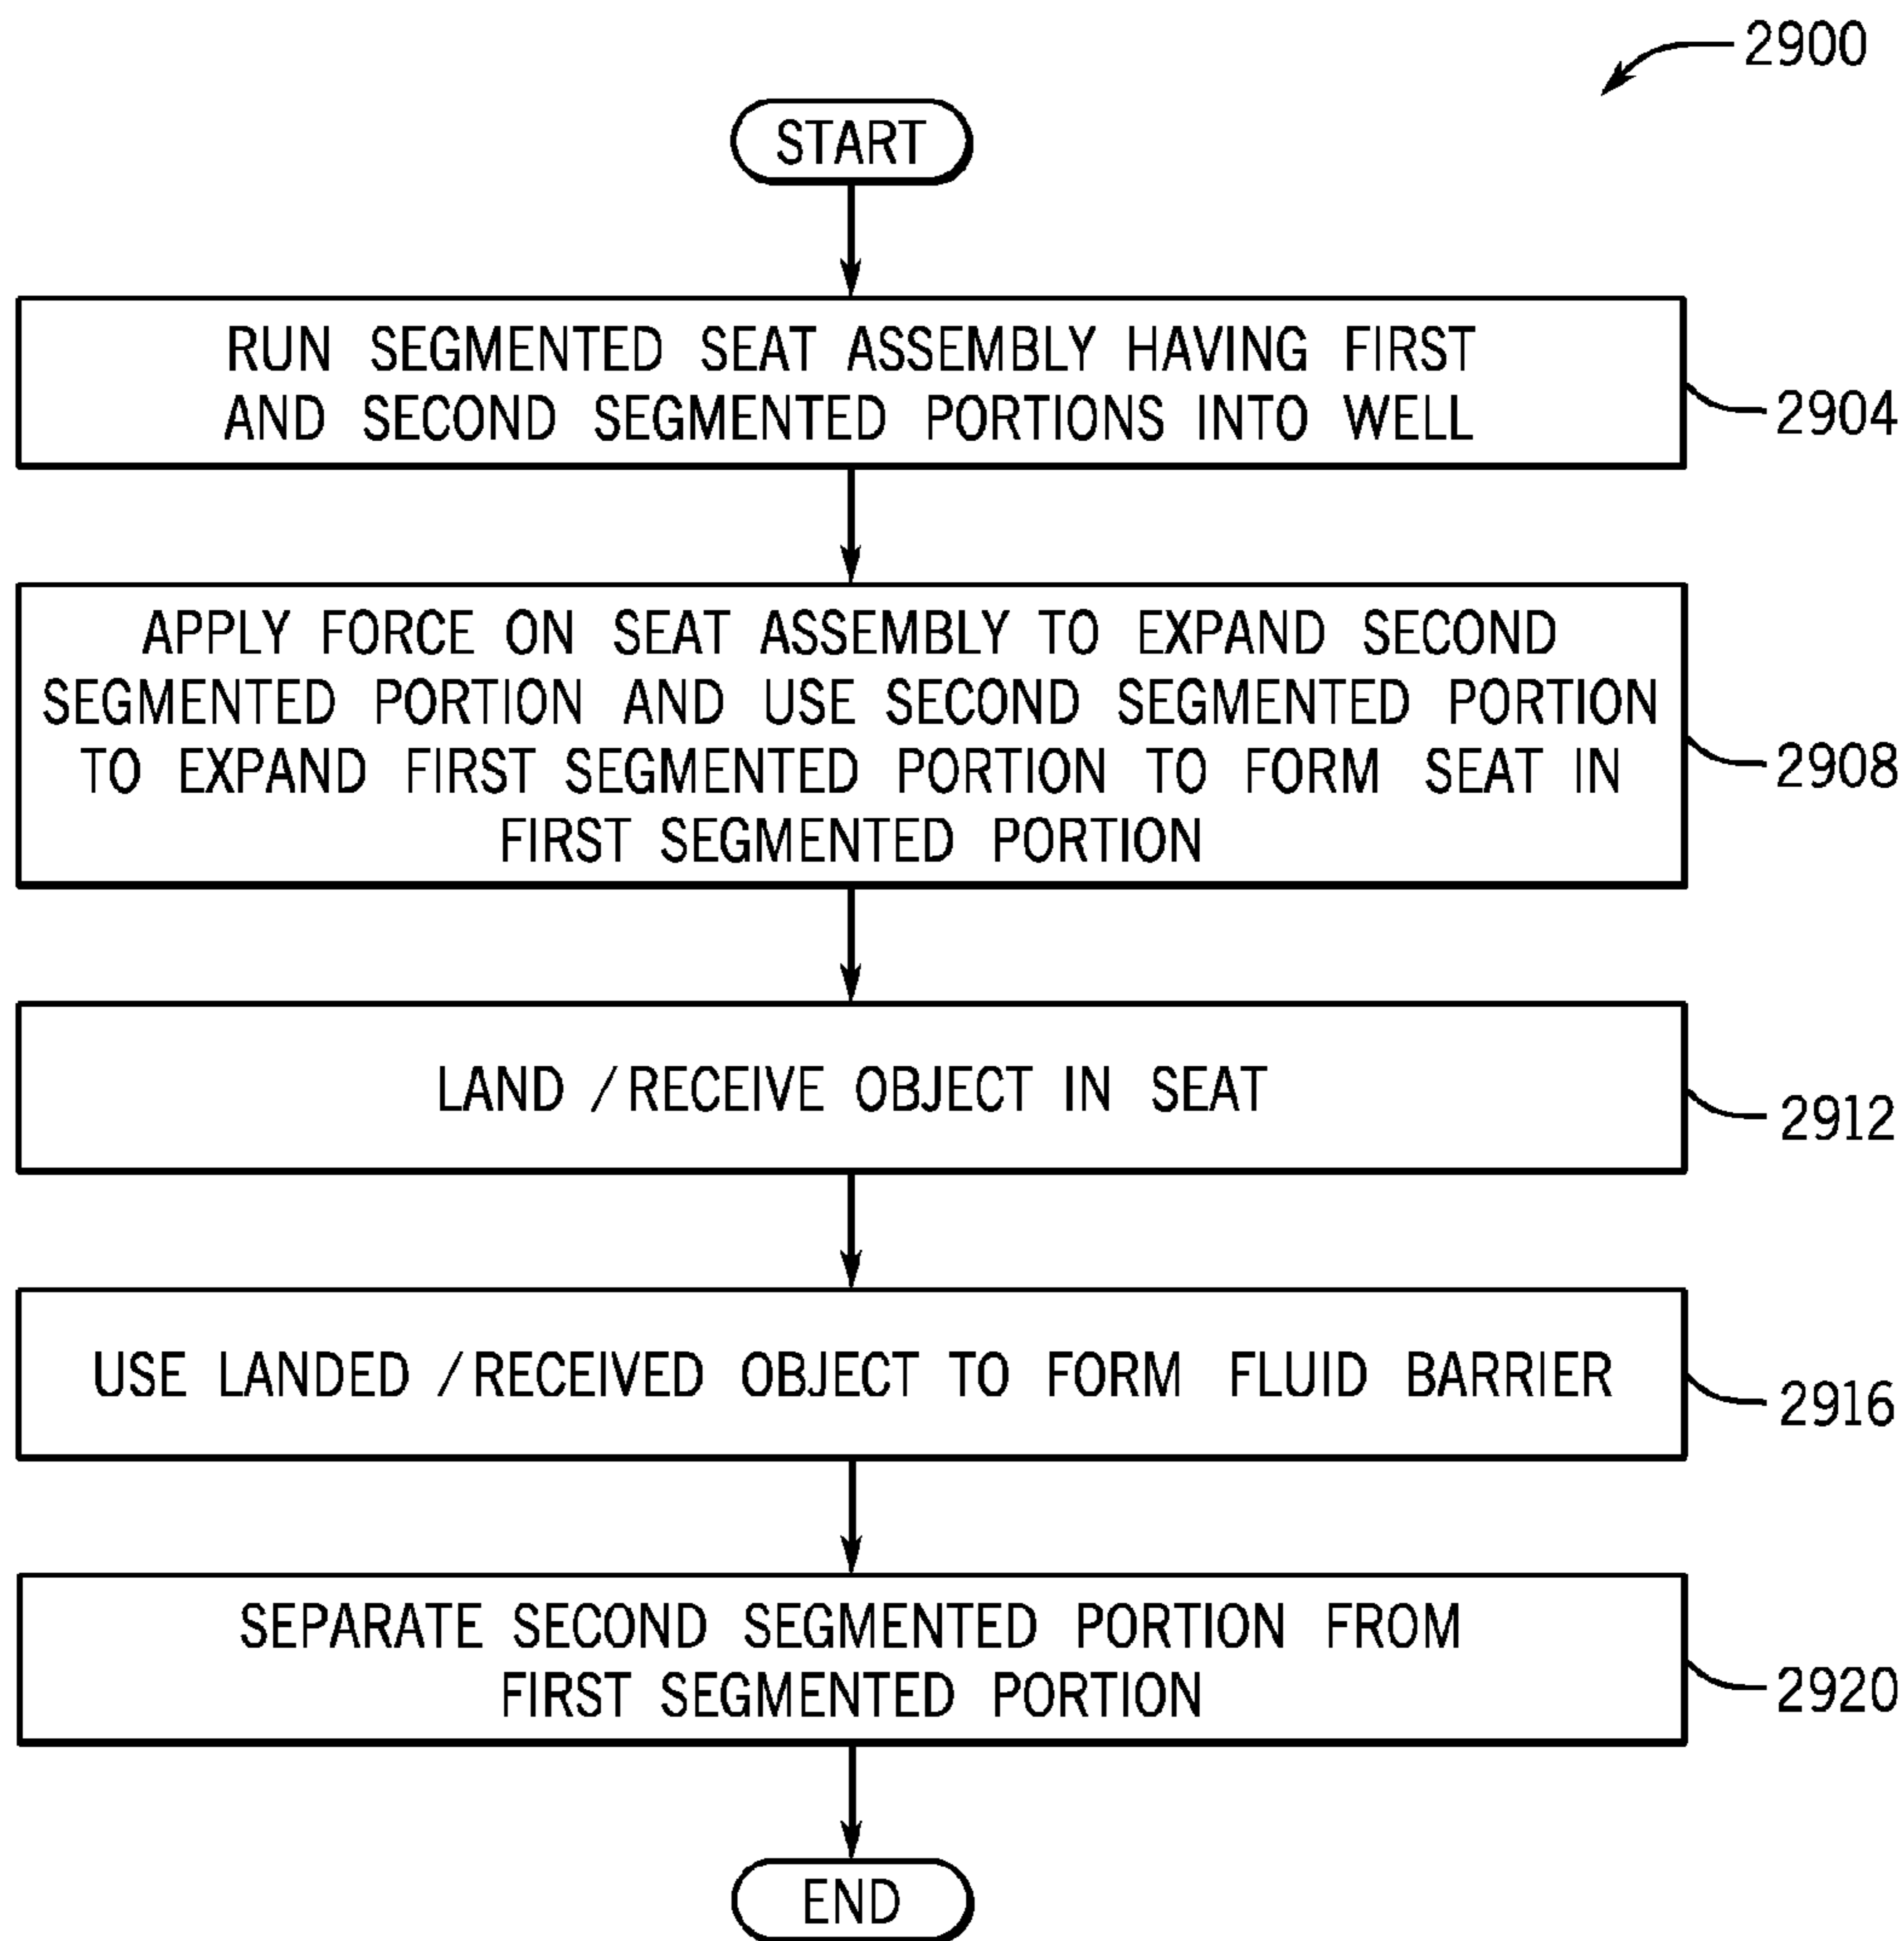 2900
START
RUN SEGMENTED SEAT ASSEMBLY HAVING FIRST
AND SECOND SEGMENTED PORTIONS INTO WELL
2904
APPLY FORCE ON SEAT ASSEMBLY TO EXPAND SECOND
SEGMENTED PORTION AND USE SECOND SEGMENTED PORTION
TO EXPAND FIRST SEGMENTED PORTION TO FORM SEAT IN
FIRST SEGMENTED PORTION
2908
LAND /RECEIVE OBJECT IN SEAT
2912
USE LANDED /RECEIVED OBJECT TO FORM FLUID BARRIER
2916
SEPARATE SECOND SEGMENTED PORTION FROM
FIRST SEGMENTED PORTION
2920
END